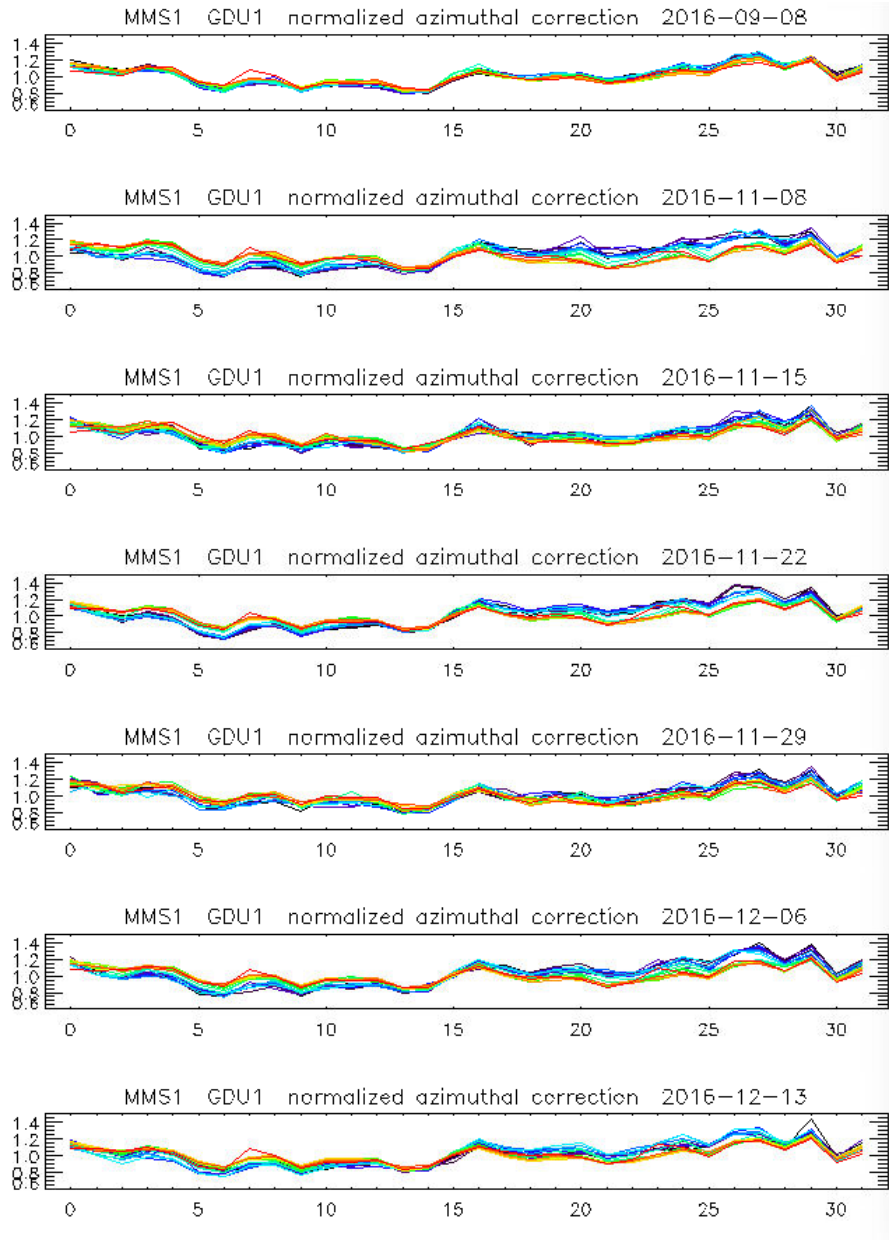 MMS1 GDU1 normalized azimuthal correction 2016-09-08
1.4
1.2
1.0
0.8
0.6
0 5 10 15 20 25 30
MMS1 GDU1 normalized azimuthal correction 2016-11-08
1.4
1.2
1.0
0.8
0.6
0 5 10 15 20 25 30
MMS1 GDU1 normalized azimuthal correction 2016-11-15
1.4
1.2
1.0
0.8
0.6
0 5 10 15 20 25 30
MMS1 GDU1 normalized azimuthal correction 2016-11-22
1.4
1.2
1.0
0.8
0.6
0 5 10 15 20 25 30
MMS1 GDU1 normalized azimuthal correction 2016-11-29
1.4
1.2
1.0
0.8
0.6
0 5 10 15 20 25 30
MMS1 GDU1 normalized azimuthal correction 2016-12-06
1.4
1.2
1.0
0.8
0.6
0 5 10 15 20 25 30
MMS1 GDU1 normalized azimuthal correction 2016-12-13
1.4
1.2
1.0
0.8
0.6
0 5 10 15 20 25 30